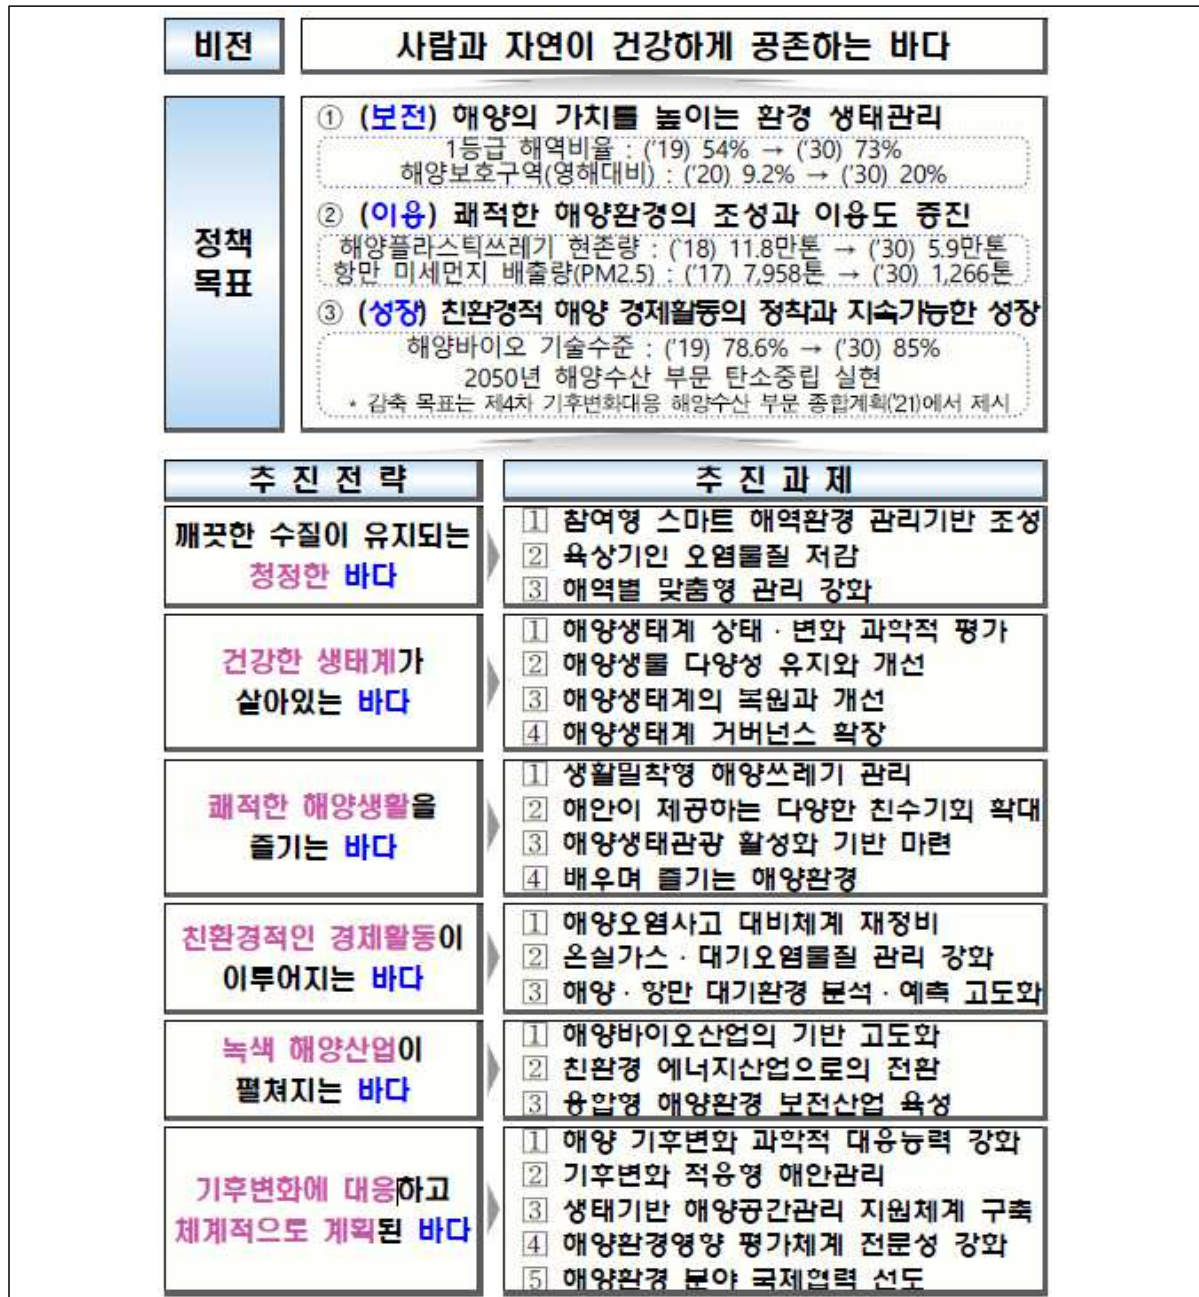 비전
사람과 자연이 건강하게 공존하는 바다
정책
목표
① (보전) 해양의 가치를 높이는 환경 생태관리
1등급 해역비율 : ('19) 54% → ('30) 73%
해양보호구역(영해대비) : ('20) 9.2% → ('30) 20%
② (이용) 쾌적한 해양환경의 조성과 이용도 증진
해양플라스틱쓰레기 현존량 : (`18) 11.8만톤 → ('30) 5.9만톤
항만 미세먼지 배출량(PM2.5) : ('17) 7,958톤 → ('30) 1,266톤
③ (성장) 친환경적 해양 경제활동의 정착과 지속가능한 성장
해양바이오 기술수준 : ('19) 78.6% → ('30) 85%
2050년 해양수산 부문 탄소중립 실현
* 감축 목표는 제4차 기후변화대응 해양수산 부문 종합계획('21)에서 제시
추 진 전 략
추 진 과 제
깨끗한 수질이 유지되는
청정한 바다
1 참여형 스마트 해역환경 관리기반 조성
2 육상기인 오염물질 저감
3 해역별 맞춤형 관리 강화
건강한 생태계가
살아있는 바다
1 해양생태계 상태·변화 과학적 평가
2 해양생물 다양성 유지와 개선
3 해양생태계의 복원과 개선
4 해양생태계 거버넌스 확장
쾌적한 해양생활을
즐기는 바다
1 생활밀착형 해양쓰레기 관리
2 해안이 제공하는 다양한 친수기회 확대
3 해양생태관광 활성화 기반 마련
4 배우며 즐기는 해양환경
친환경적인 경제활동이
이루어지는 바다
1 해양오염사고 대비체계 재정비
2 온실가스·대기오염물질 관리 강화
3 해양·항만 대기환경 분석·예측 고도화
녹색 해양산업이
펼쳐지는 바다
1 해양바이오산업의 기반 고도화
2 친환경 에너지산업으로의 전환
3 융합형 해양환경 보전산업 육성
기후변화에 대응하고
체계적으로 계획된 바다
1 해양 기후변화 과학적 대응능력 강화
2 기후변화 적응형 해안관리
3 생태기반 해양공간관리 지원체계 구축
4 해양환경영향 평가체계 전문성 강화
5 해양환경 분야 국제협력 선도